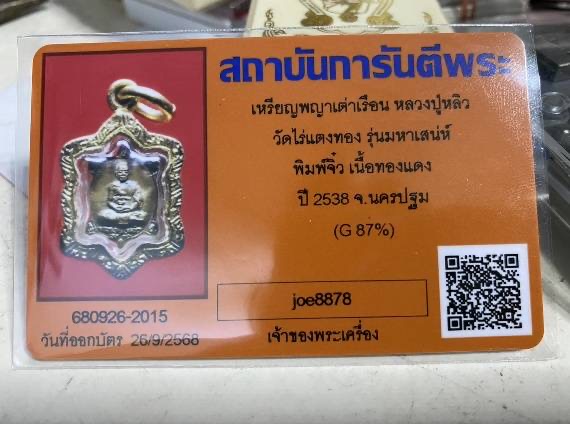 สถาบันการันตีพระ
เหรียญพญาเต่าเรือน หลวงปู่หลิว
วัดไร่แตงทอง รุ่นมหาเสน่ห์
พิมพ์จิ๋ว เนื้อทองแดง
ปี 2538 จ.นครปฐม
(G 87%)
joe8878
เจ้าของพระเครื่อง
680926-2015
วันที่ออกบัตร 26/9/2568